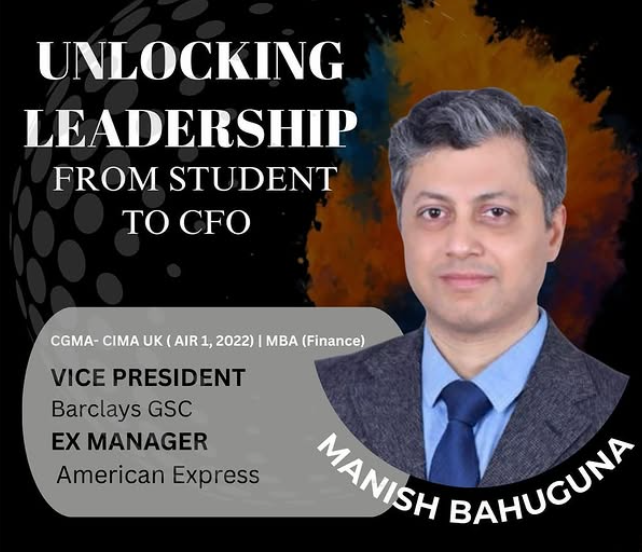 UNLOCKING
LEADERSHIP
FROM STUDENT
TO CFO
CGMA- CIMA UK ( AIR 1, 2022) | MBA (Finance)
VICE PRESIDENT
Barclays GSC
EX MANAGER
American Express
MANISH BAHUGUNA